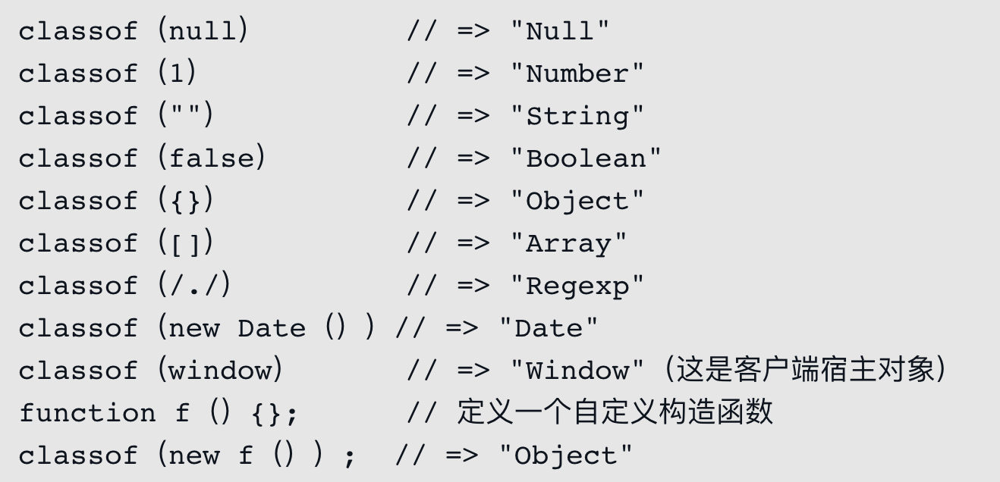 classof (null) // => "Null"
classof (1) // => "Number"
classof ("") // => "String"
classof (false) // => "Boolean"
classof ({}) // => "Object"
classof ([]) // => "Array"
classof (/./) // => "Regexp"
classof (new Date () ) // => "Date"
classof (window) // => "Window" (这是客户端宿主对象)
function f () {}; // 定义一个自定义构造函数
classof (new f () ) ; // => "Object"